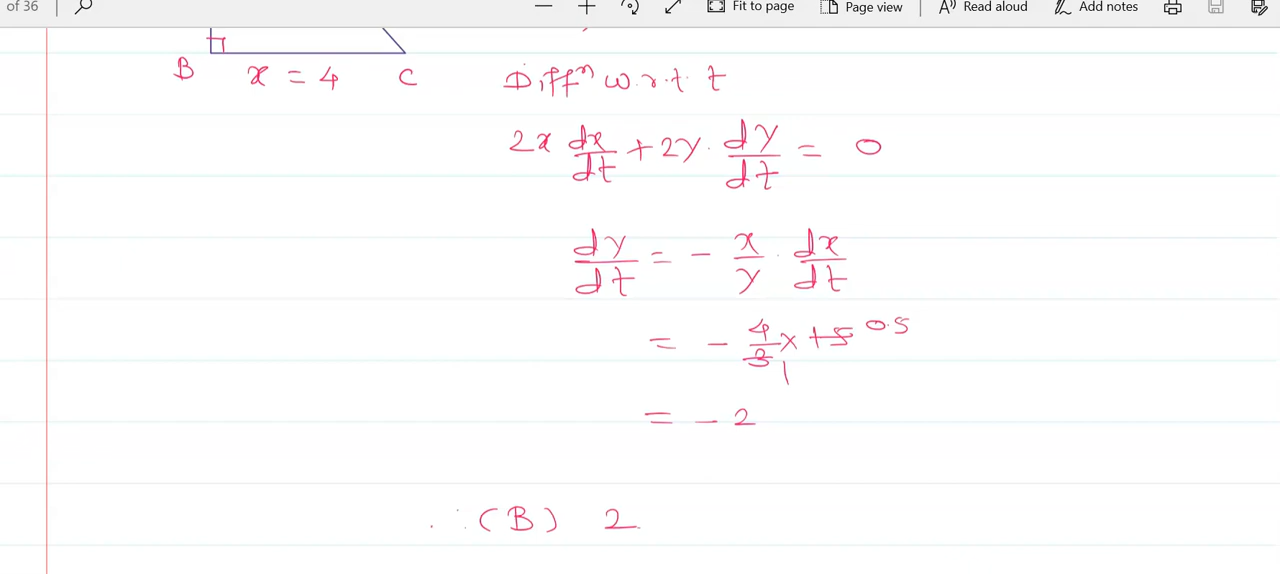 of 36 Fit to page Page view Read aloud Add notes
B x = 4 C
Diffⁿ w.r.t. t
2x dx/dt + 2y · dy/dt = 0
dy/dt = - x/y · dx/dt
= - 4/3 x 0.5
1
= - 2
∴ (B) 2